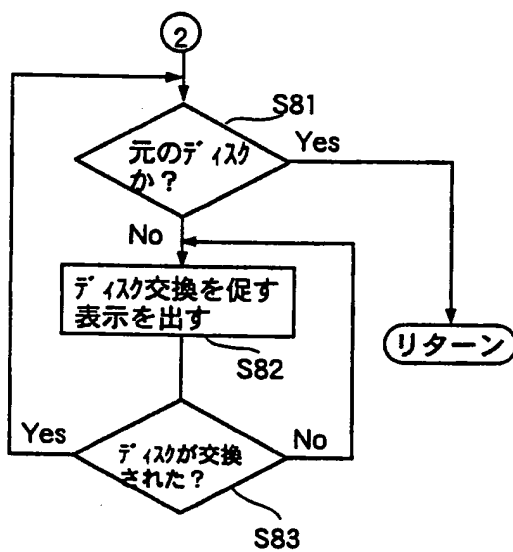 2
S81
元のディスク
か?
Yes
No
ディスク交換を促す
表示を出す
S82
リターン
Yes
ディスクが交換
された?
No
S83